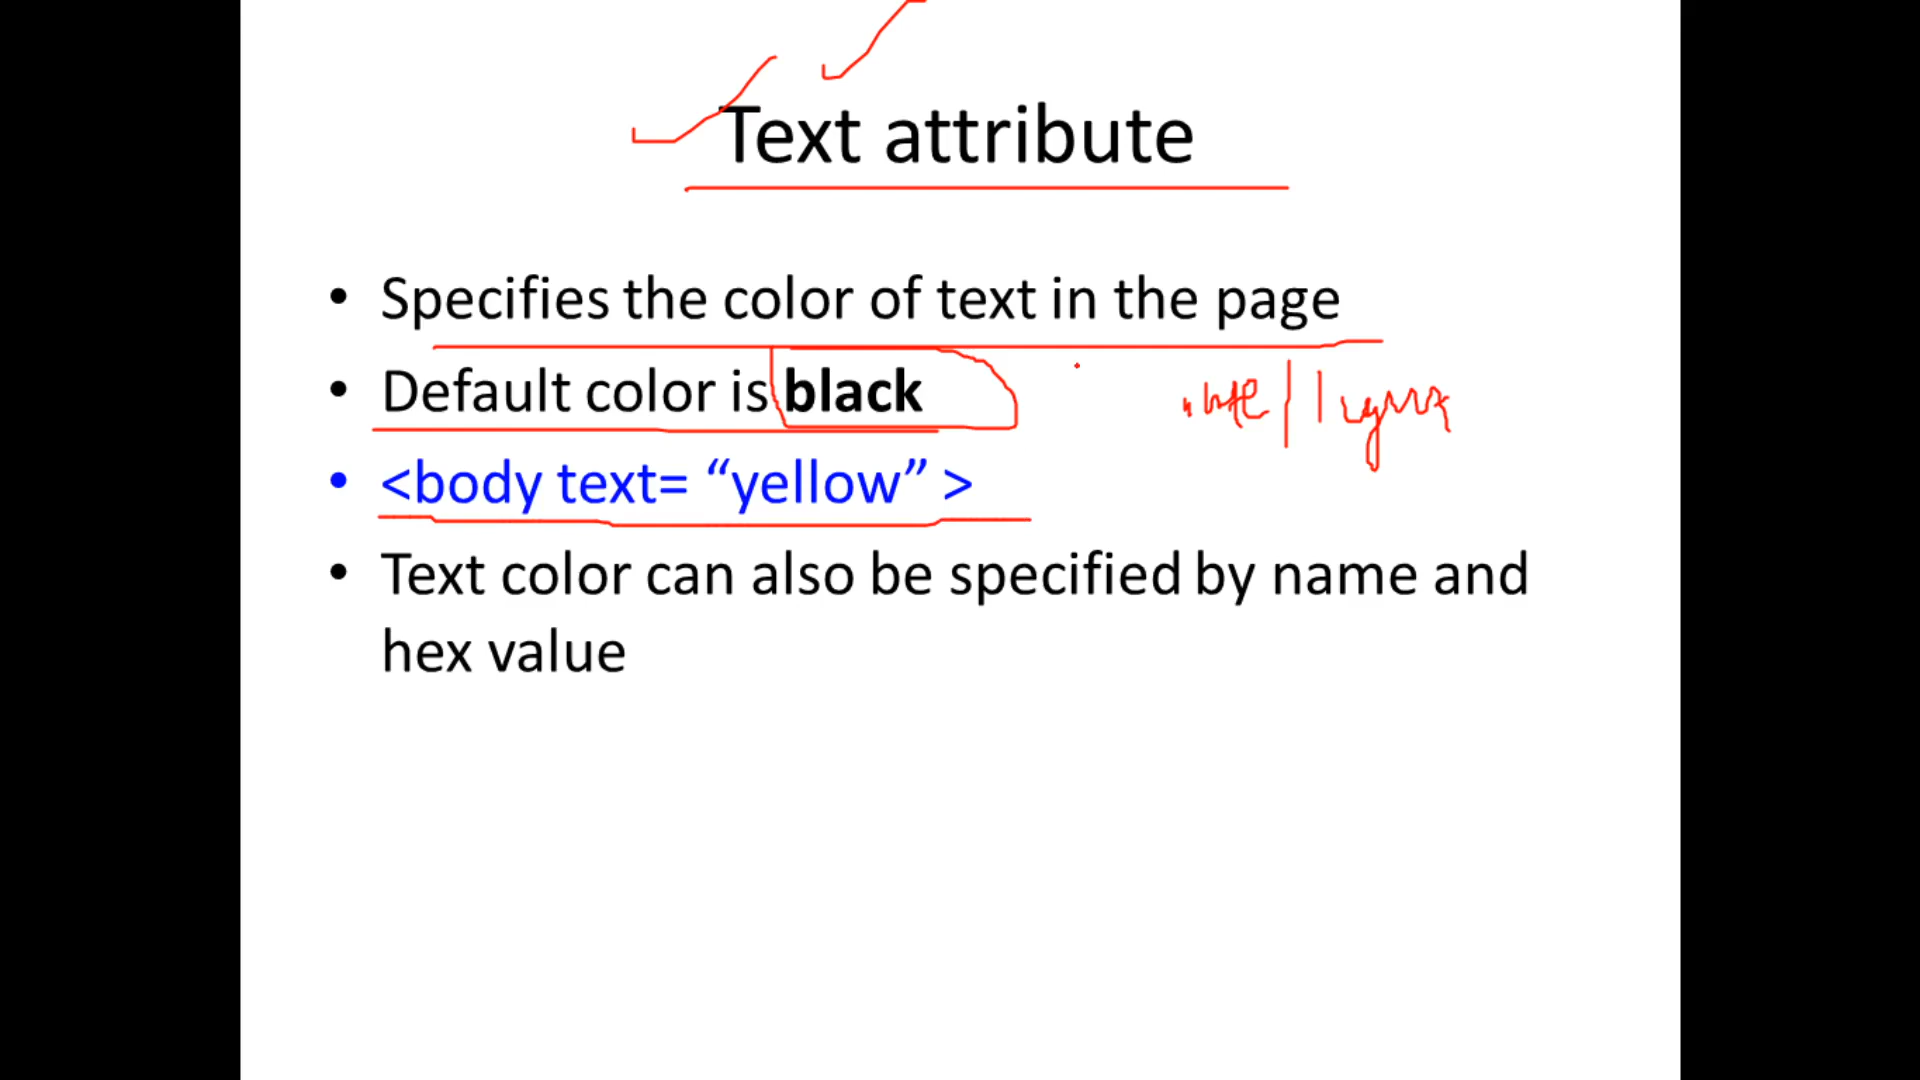 Text attribute
• Specifies the color of text in the page
• Default color is black
• <body text= “yellow” >
• Text color can also be specified by name and
hex value